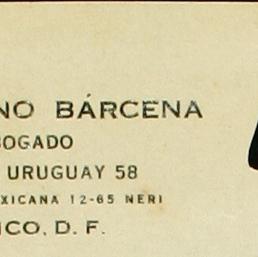 NO BÁRCENA
BOGADO
URUGUAY 58
XICANA 12-65 NERI
ICO, D. F.